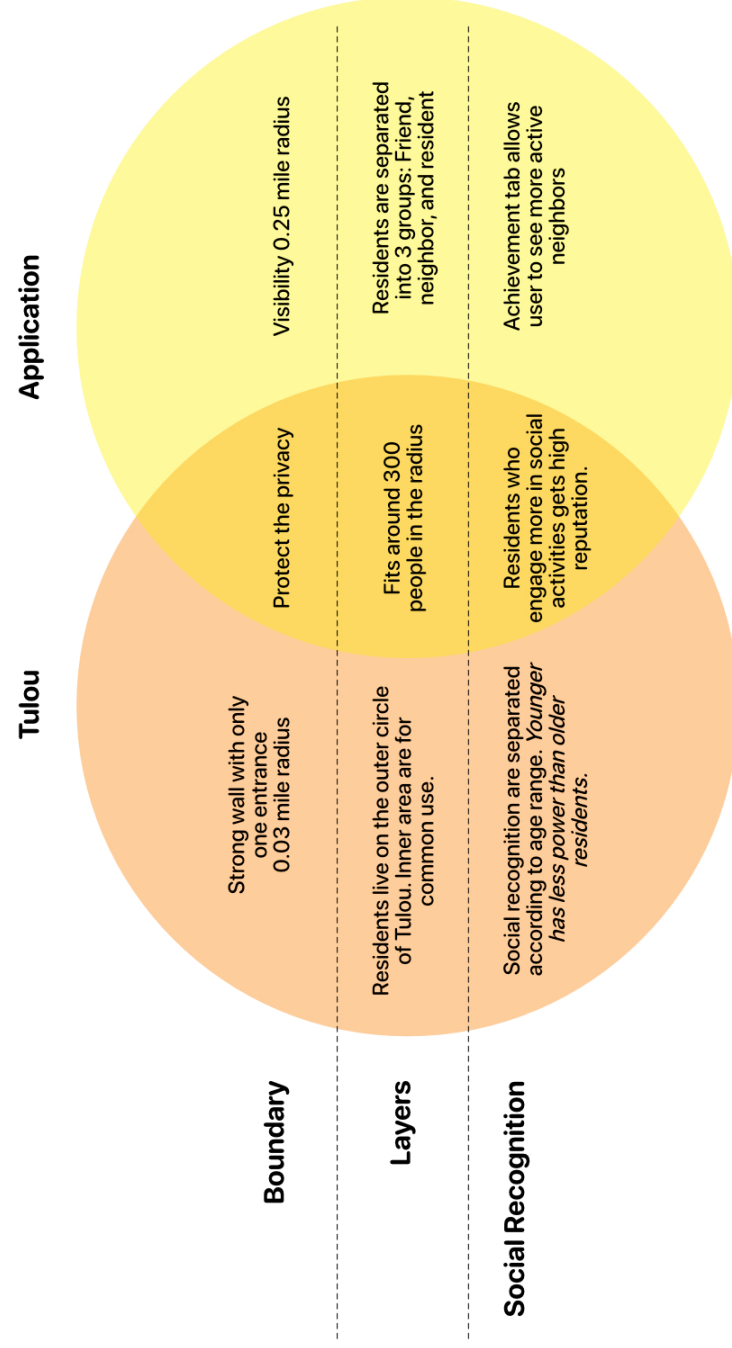 Tulou
Application
Boundary
Strong wall with only
one entrance
0.03 mile radius
Protect the privacy
Visibility 0.25 mile radius
Layers
Residents live on the outer circle
of Tulou. Inner area are for
common use.
Fits around 300
people in the radius
Residents are separated
into 3 groups: Friend,
neighbor, and resident
Social Recognition
Social recognition are separated
according to age range. Younger
has less power than older
residents.
Residents who
engage more in social
activities gets high
reputation.
Achievement tab allows
user to see more active
neighbors